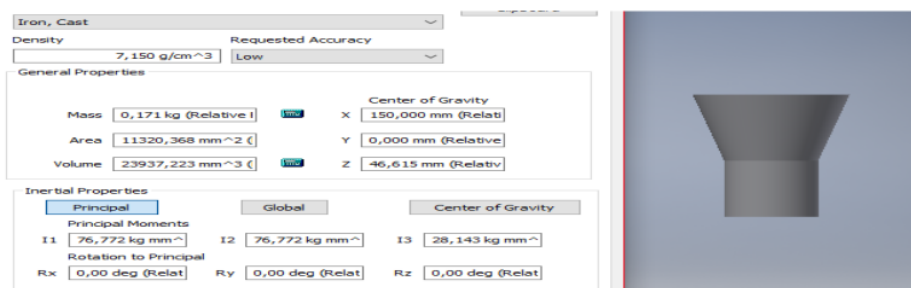 Iron, Cast
Density Requested Accuracy
7,150 g/cm^3 Low
General Properties
Center of Gravity
Mass 0,171 kg (Relative I X 150,000 mm (Relati
Area 11320,368 mm^2 ( Y 0,000 mm (Relative
Volume 23937,223 mm^3 ( Z 46,615 mm (Relativ
Inertial Properties
Principal Global Center of Gravity
Principal Moments
I1 76,772 kg mm^ I2 76,772 kg mm^ I3 28,143 kg mm^
Rotation to Principal
Rx 0,00 deg (Relat Ry 0,00 deg (Relat Rz 0,00 deg (Relat